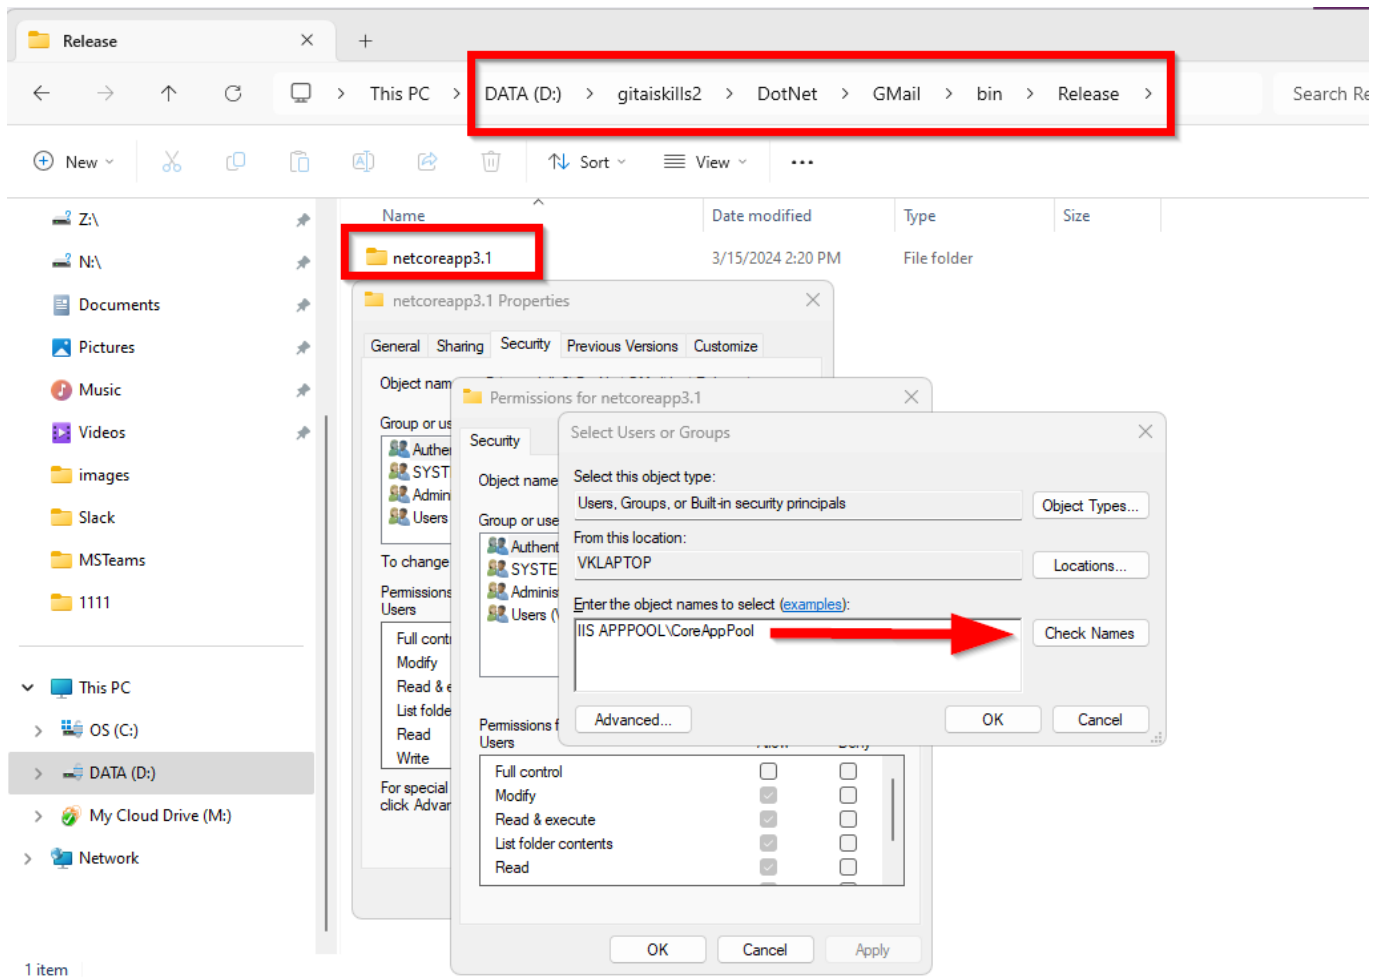 Release
This PC > DATA (D:) > gitaiskills2 > DotNet > GMail > bin > Release >
Search Re
New
Sort
View
Name
Date modified
Type
Size
netcoreapp3.1
3/15/2024 2:20 PM
File folder
Z:\
N:\
Documents
Pictures
Music
Videos
images
Slack
MSTeams
1111
This PC
OS (C:)
DATA (D:)
My Cloud Drive (M:)
Network
1 item
netcoreapp3.1 Properties
General
Sharing
Security
Previous Versions
Customize
Object nam
Group or us
Authe
SYST
Admin
Users
To change
Permissions
Users
Full cont
Modify
Read & e
List folde
Read
Write
For special
click Advar
Permissions for netcoreapp3.1
Security
Object name
Group or use
Authent
SYSTE
Adminis
Users (
Permissions f
Users
Full control
Modify
Read & execute
List folder contents
Read
OK
Cancel
Apply
Select Users or Groups
Select this object type:
Users, Groups, or Built-in security principals
Object Types...
From this location:
VKLAPTOP
Locations...
Enter the object names to select (examples):
IIS APPPOOL\CoreAppPool
Check Names
Advanced...
OK
Cancel